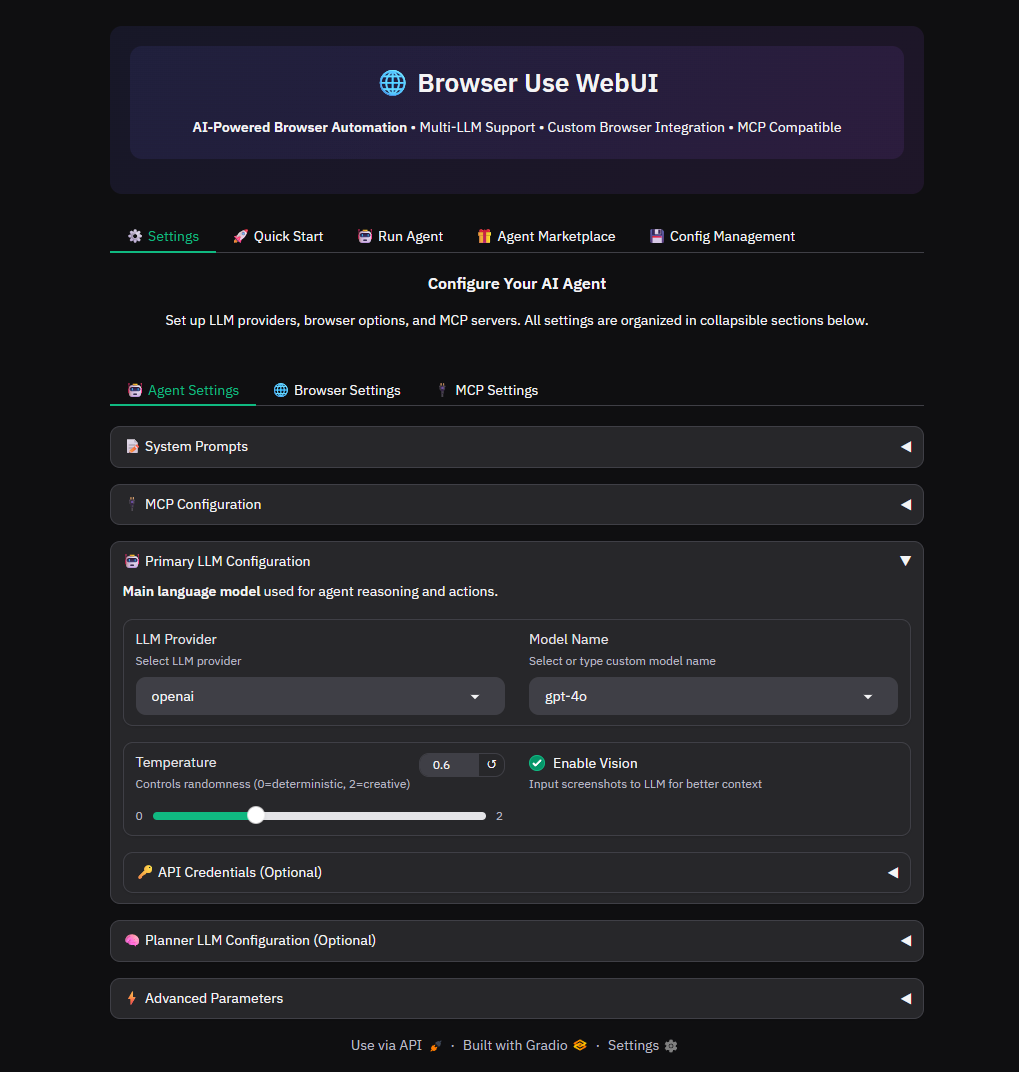 Browser Use WebUI
AI-Powered Browser Automation • Multi-LLM Support • Custom Browser Integration • MCP Compatible
Settings
Quick Start
Run Agent
Agent Marketplace
Config Management
Configure Your AI Agent
Set up LLM providers, browser options, and MCP servers. All settings are organized in collapsible sections below.
Agent Settings
Browser Settings
MCP Settings
System Prompts
MCP Configuration
Primary LLM Configuration
Main language model used for agent reasoning and actions.
LLM Provider
Select LLM provider
openai
Model Name
Select or type custom model name
gpt-4o
Temperature
0.6
Controls randomness (0=deterministic, 2=creative)
0
2
Enable Vision
Input screenshots to LLM for better context
API Credentials (Optional)
Planner LLM Configuration (Optional)
Advanced Parameters
Use via API · Built with Gradio · Settings